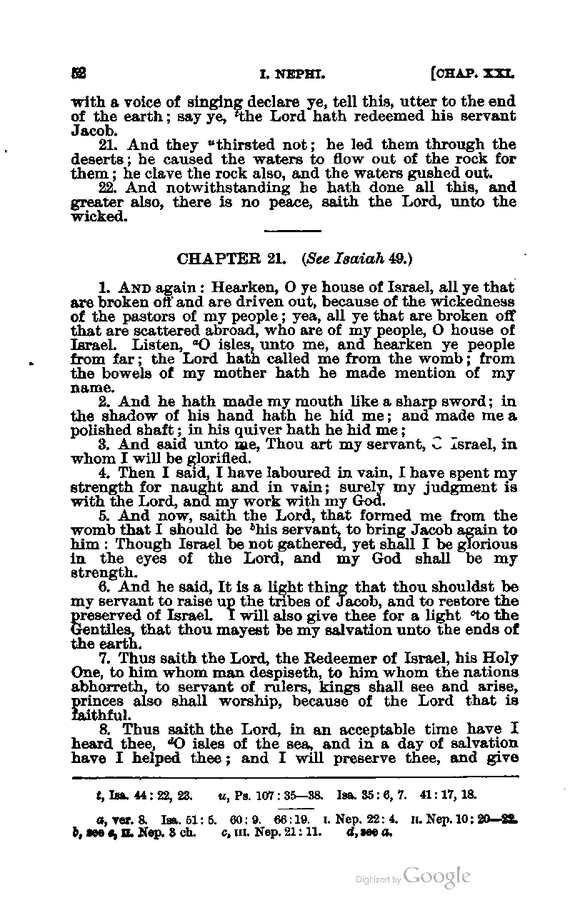 52 I. NEPHI. [CHAP. XXI.
with a voice of singing declare ye, tell this, utter to the end
of the earth; say ye, ᵗthe Lord hath redeemed his servant
Jacob.
21. And they ᵘthirsted not; he led them through the
deserts; he caused the waters to flow out of the rock for
them; he clave the rock also, and the waters gushed out.
22. And notwithstanding he hath done all this, and
greater also, there is no peace, saith the Lord, unto the
wicked.
CHAPTER 21. (See Isaiah 49.)
1. AND again: Hearken, O ye house of Israel, all ye that
are broken off and are driven out, because of the wickedness
of the pastors of my people; yea, all ye that are broken off
that are scattered abroad, who are of my people, O house of
Israel. Listen, ᵃO isles, unto me, and hearken ye people
from far; the Lord hath called me from the womb; from
the bowels of my mother hath he made mention of my
name.
2. And he hath made my mouth like a sharp sword; in
the shadow of his hand hath he hid me; and made me a
polished shaft; in his quiver hath he hid me;
3. And said unto me, Thou art my servant, O Israel, in
whom I will be glorified.
4. Then I said, I have laboured in vain, I have spent my
strength for naught and in vain; surely my judgment is
with the Lord, and my work with my God.
5. And now, saith the Lord, that formed me from the
womb that I should be ᵇhis servant, to bring Jacob again to
him: Though Israel be not gathered, yet shall I be glorious
in the eyes of the Lord, and my God shall be my
strength.
6. And he said, It is a light thing that thou shouldst be
my servant to raise up the tribes of Jacob, and to restore the
preserved of Israel. I will also give thee for a light ᶜto the
Gentiles, that thou mayest be my salvation unto the ends of
the earth.
7. Thus saith the Lord, the Redeemer of Israel, his Holy
One, to him whom man despiseth, to him whom the nations
abhorreth, to servant of rulers, kings shall see and arise,
princes also shall worship, because of the Lord that is
faithful.
8. Thus saith the Lord, in an acceptable time have I
heard thee, ᵈO isles of the sea, and in a day of salvation
have I helped thee; and I will preserve thee, and give
t, Isa. 44:22, 23. u, Ps. 107:35—38. Isa. 35:6, 7. 41:17, 18.
a, ver. 8. Isa. 51:5. 60:9. 66:19. I. Nep. 22:4. II. Nep. 10:20—22.
b, see e, II. Nep. 3 ch. c, III. Nep. 21:11. d, see a.
Digitized by Google